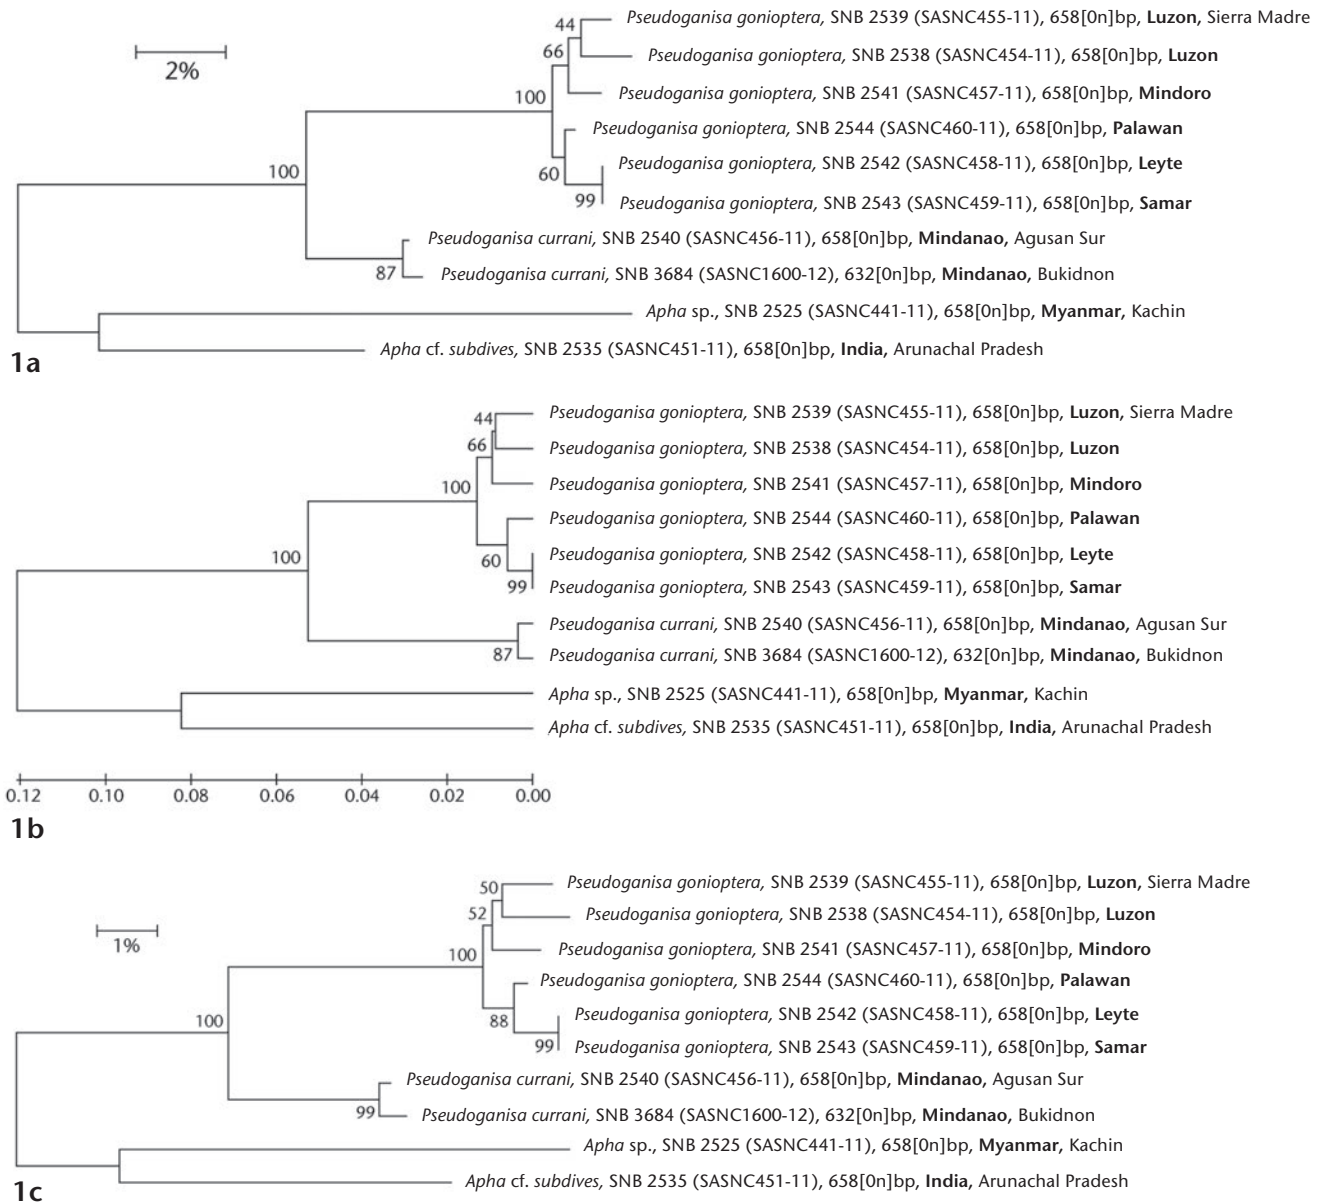 44
Pseudoganisa gonioptera, SNB 2539 (SASNC455-11), 658[0n]bp, Luzon, Sierra Madre
2%
66
Pseudoganisa gonioptera, SNB 2538 (SASNC454-11), 658[0n]bp, Luzon
100
Pseudoganisa gonioptera, SNB 2541 (SASNC457-11), 658[0n]bp, Mindoro
Pseudoganisa gonioptera, SNB 2544 (SASNC460-11), 658[0n]bp, Palawan
100
60
Pseudoganisa gonioptera, SNB 2542 (SASNC458-11), 658[0n]bp, Leyte
99
Pseudoganisa gonioptera, SNB 2543 (SASNC459-11), 658[0n]bp, Samar
Pseudoganisa currani, SNB 2540 (SASNC456-11), 658[0n]bp, Mindanao, Agusan Sur
87
Pseudoganisa currani, SNB 3684 (SASNC1600-12), 632[0n]bp, Mindanao, Bukidnon
Apha sp., SNB 2525 (SASNC441-11), 658[0n]bp, Myanmar, Kachin
Apha cf. subdives, SNB 2535 (SASNC451-11), 658[0n]bp, India, Arunachal Pradesh
1a
44
Pseudoganisa gonioptera, SNB 2539 (SASNC455-11), 658[0n]bp, Luzon, Sierra Madre
66
Pseudoganisa gonioptera, SNB 2538 (SASNC454-11), 658[0n]bp, Luzon
100
Pseudoganisa gonioptera, SNB 2541 (SASNC457-11), 658[0n]bp, Mindoro
Pseudoganisa gonioptera, SNB 2544 (SASNC460-11), 658[0n]bp, Palawan
100
60
Pseudoganisa gonioptera, SNB 2542 (SASNC458-11), 658[0n]bp, Leyte
99
Pseudoganisa gonioptera, SNB 2543 (SASNC459-11), 658[0n]bp, Samar
Pseudoganisa currani, SNB 2540 (SASNC456-11), 658[0n]bp, Mindanao, Agusan Sur
87
Pseudoganisa currani, SNB 3684 (SASNC1600-12), 632[0n]bp, Mindanao, Bukidnon
Apha sp., SNB 2525 (SASNC441-11), 658[0n]bp, Myanmar, Kachin
Apha cf. subdives, SNB 2535 (SASNC451-11), 658[0n]bp, India, Arunachal Pradesh
0.12 0.10 0.08 0.06 0.04 0.02 0.00
1b
50
Pseudoganisa gonioptera, SNB 2539 (SASNC455-11), 658[0n]bp, Luzon, Sierra Madre
52
Pseudoganisa gonioptera, SNB 2538 (SASNC454-11), 658[0n]bp, Luzon
1%
100
Pseudoganisa gonioptera, SNB 2541 (SASNC457-11), 658[0n]bp, Mindoro
Pseudoganisa gonioptera, SNB 2544 (SASNC460-11), 658[0n]bp, Palawan
100
88
Pseudoganisa gonioptera, SNB 2542 (SASNC458-11), 658[0n]bp, Leyte
99
Pseudoganisa gonioptera, SNB 2543 (SASNC459-11), 658[0n]bp, Samar
Pseudoganisa currani, SNB 2540 (SASNC456-11), 658[0n]bp, Mindanao, Agusan Sur
99
Pseudoganisa currani, SNB 3684 (SASNC1600-12), 632[0n]bp, Mindanao, Bukidnon
Apha sp., SNB 2525 (SASNC441-11), 658[0n]bp, Myanmar, Kachin
Apha cf. subdives, SNB 2535 (SASNC451-11), 658[0n]bp, India, Arunachal Pradesh
1c